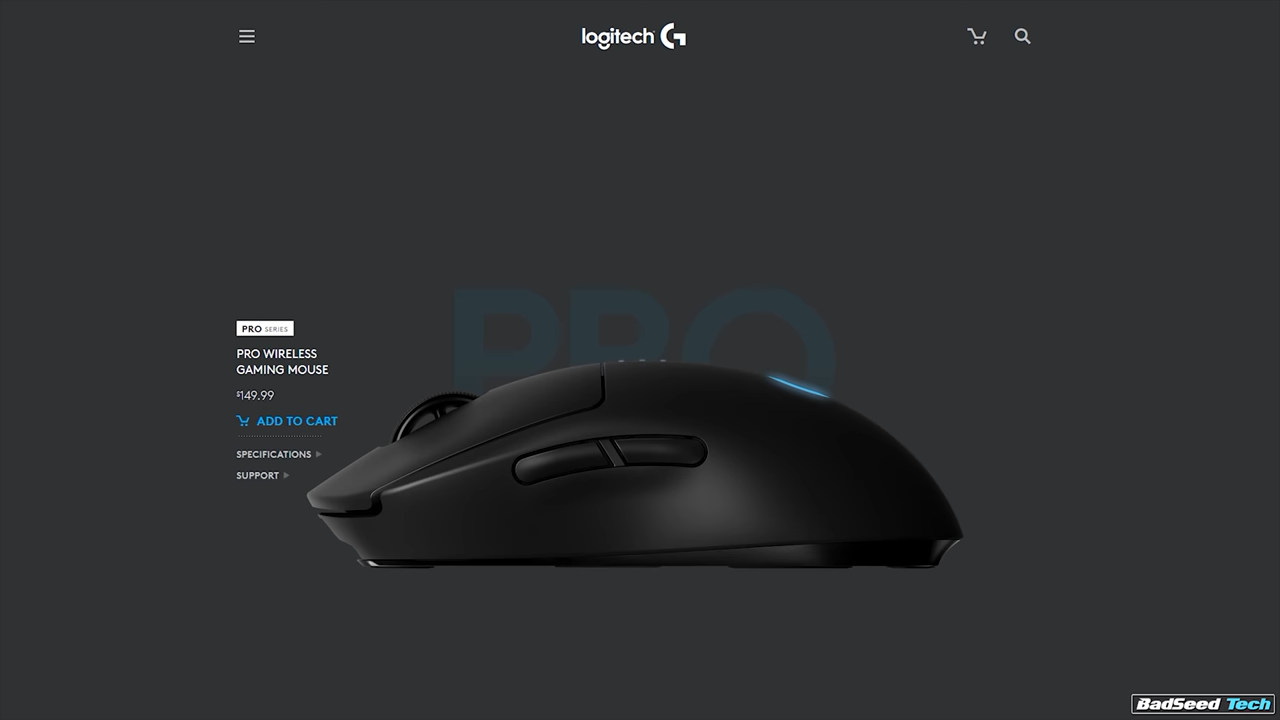 logitech G
PRO
PRO SERIES
PRO WIRELESS
GAMING MOUSE
$149.99
ADD TO CART
SPECIFICATIONS
SUPPORT
BadSeed Tech